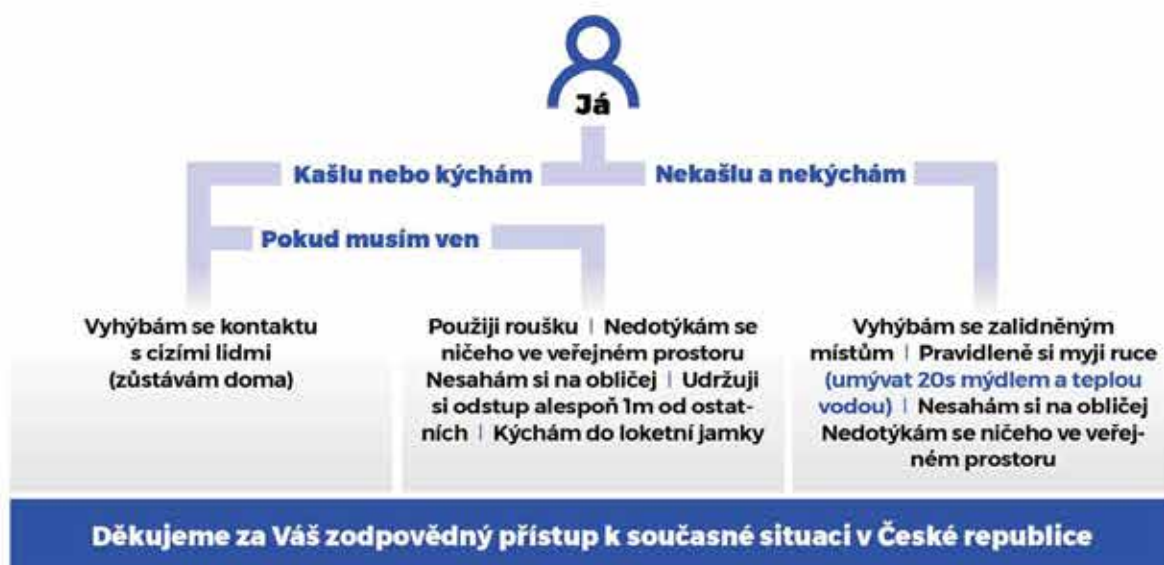 Já
Kašlu nebo kýchám
Nekašlu a nekýchám
Pokud musím ven
Vyhýbám se kontaktu
s cizími lidmi
(zůstávám doma)
Použiji roušku | Nedotýkám se
ničeho ve veřejném prostoru
Nesahám si na obličej | Udržuji
si odstup alespoň 1m od ostat-
ních | Kýchám do loketní jamky
Vyhýbám se zalidněným
místům | Pravidleně si myji ruce
(umývat 20s mýdlem a teplou
vodou) | Nesahám si na obličej
Nedotýkám se ničeho ve veřej-
ném prostoru
Děkujeme za Váš zodpovědný přístup k současné situaci v České republice